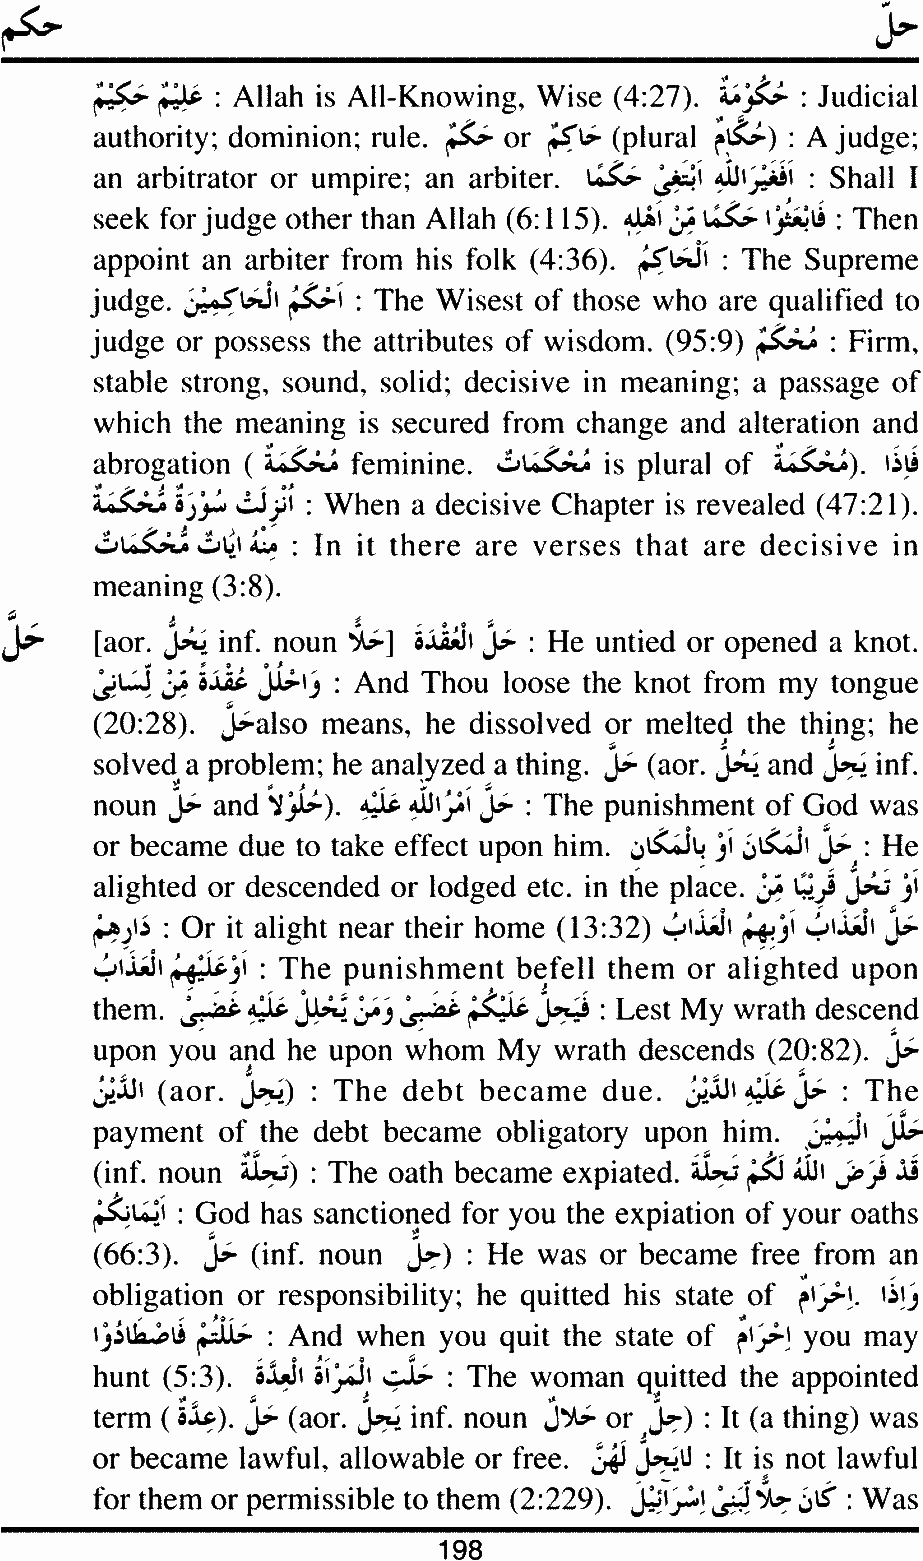 حكم حلّ
عَلِيْمٌ حَكِيْمٌ : Allah is All-Knowing, Wise (4:27). حُكُوْمَةٌ : Judicial
authority; dominion; rule. حَكَمٌ or حَاكِمٌ (plural حُكَّامٌ) : A judge;
an arbitrator or umpire; an arbiter. اَفَغَيْرَ اللّٰهِ اَبْتَغِىْ حَكَمًا : Shall I
seek for judge other than Allah (6:115). فَابْعَثُوْا حَكَمًا مِّنْ اَهْلِهٖ : Then
appoint an arbiter from his folk (4:36). اَلْحَاكِمُ : The Supreme
judge. اَحْكَمُ الْحَاكِمِيْنَ : The Wisest of those who are qualified to
judge or possess the attributes of wisdom. (95:9) مُحْكَمٌ : Firm,
stable strong, sound, solid; decisive in meaning; a passage of
which the meaning is secured from change and alteration and
abrogation ( مُحْكَمَةٌ feminine. مُحْكَمَاتٌ is plural of مُحْكَمَةٌ). فَاِذَا
اُنْزِلَتْ سُوْرَةٌ مُّحْكَمَةٌ : When a decisive Chapter is revealed (47:21).
مِنْهُ اٰيَاتٌ مُّحْكَمَاتٌ : In it there are verses that are decisive in
meaning (3:8).
حَلَّ [aor. يَحُلُّ inf. noun حَلاًّ] حَلَّ الْعُقْدَةَ : He untied or opened a knot.
وَاحْلُلْ عُقْدَةً مِّنْ لِّسَانِىْ : And Thou loose the knot from my tongue
(20:28). حَلَّ also means, he dissolved or melted the thing; he
solved a problem; he analyzed a thing. حَلَّ (aor. يَحُلُّ and يَحِلُّ inf.
noun حَلٌّ and حُلُوْلاً). حَلَّ اَمْرُ اللّٰهِ عَلَيْهِ : The punishment of God was
or became due to take effect upon him. حَلَّ الْمَكَانَ اَوْ بِالْمَكَانِ : He
alighted or descended or lodged etc. in the place. اَوْ تَحُلُّ قَرِيْبًا مِّنْ
دَارِهِمْ : Or it alight near their home (13:32) حَلَّ الْعَذَابُ اَوْبِهِمُ الْعَذَابُ
اَوْعَلَيْهِمُ الْعَذَابُ : The punishment befell them or alighted upon
them. فَيَحِلَّ عَلَيْكُمْ غَضَبِىْ وَمَنْ يَّحْلِلْ عَلَيْهِ غَضَبِىْ : Lest My wrath descend
upon you and he upon whom My wrath descends (20:82). حَلَّ
الدَّيْنُ (aor. يَحِلُّ) : The debt became due. حَلَّ عَلَيْهِ الدَّيْنُ : The
payment of the debt became obligatory upon him. حَلَّلَ الْيَمِيْنَ
(inf. noun تَحِلَّةٌ) : The oath became expiated. قَدْ فَرَضَ اللّٰهُ لَكُمْ تَحِلَّةَ
اَيْمَانِكُمْ : God has sanctioned for you the expiation of your oaths
(66:3). حَلَّ (inf. noun حِلٌّ) : He was or became free from an
obligation or responsibility; he quitted his state of اِحْرَامٌ. وَاِذَا
حَلَلْتُمْ فَاصْطَادُوْا : And when you quit the state of اِحْرَامٌ you may
hunt (5:3). حَلَّتِ الْمَرْاَةُ الْعِدَّةَ : The woman quitted the appointed
term ( عِدَّةٌ). حَلَّ (aor. يَحِلُّ inf. noun حَلَالٌ or حِلٌّ) : It (a thing) was
or became lawful, allowable or free. لَايَحِلُّ لَهُنَّ : It is not lawful
for them or permissible to them (2:229). كَانَ حِلاًّ لِّبَنِىْ اِسْرَآئِيْلَ : Was
198